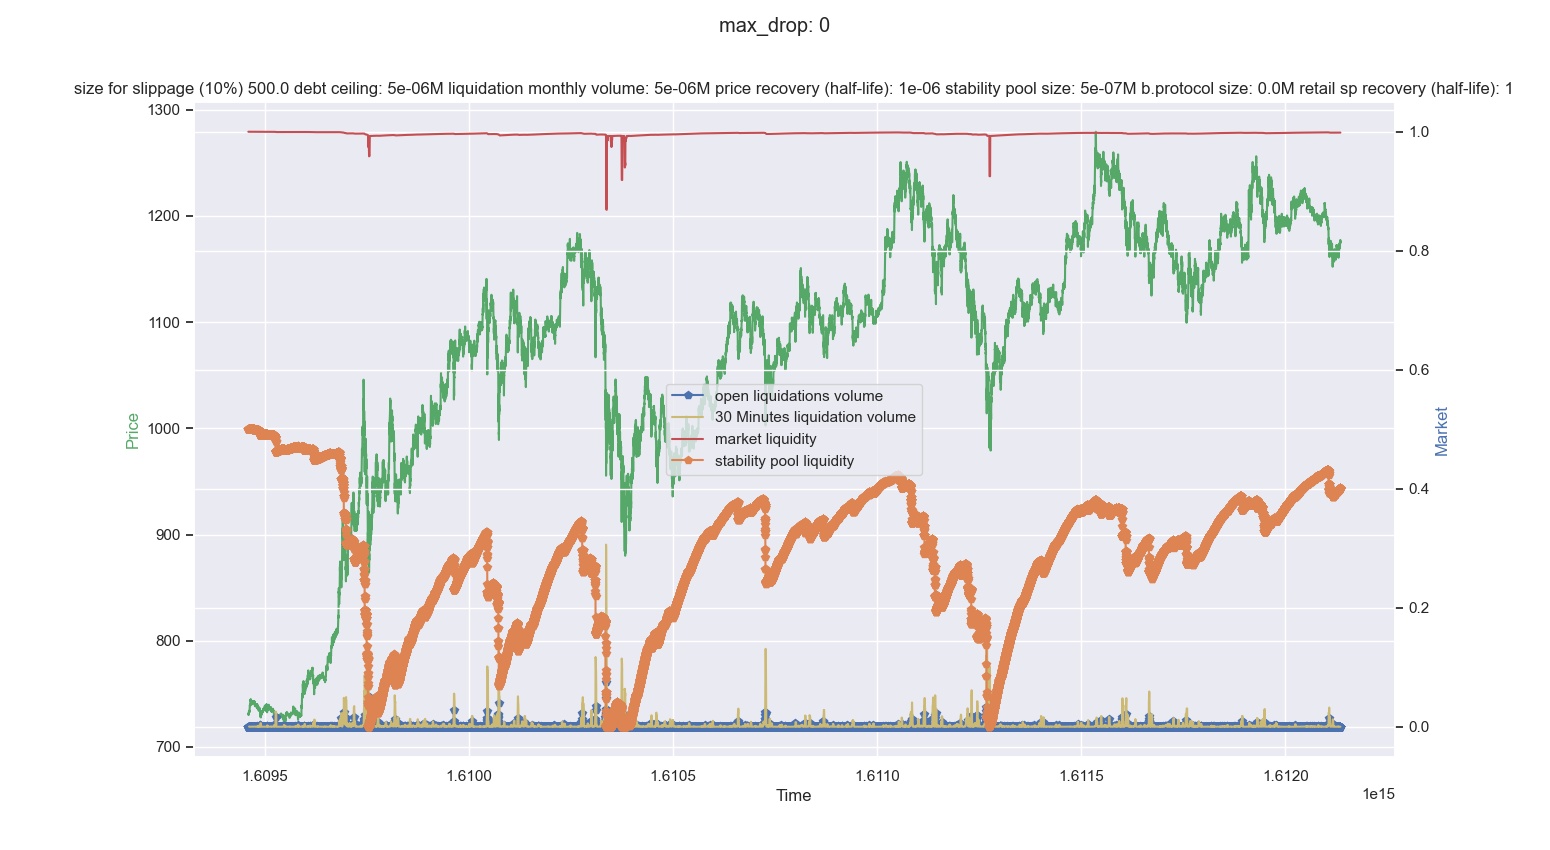 max_drop: 0
size for slippage (10%) 500.0 debt ceiling: 5e-06M liquidation monthly volume: 5e-06M price recovery (half-life): 1e-06 stability pool size: 5e-07M b.protocol size: 0.0M retail sp recovery (half-life): 1
1300
1200
1100
1000
900
800
700
Price
open liquidations volume
30 Minutes liquidation volume
market liquidity
stability pool liquidity
1.0
0.8
0.6
0.4
0.2
0.0
Market
1.6095
1.6100
1.6105
1.6110
1.6115
1.6120
1e15
Time